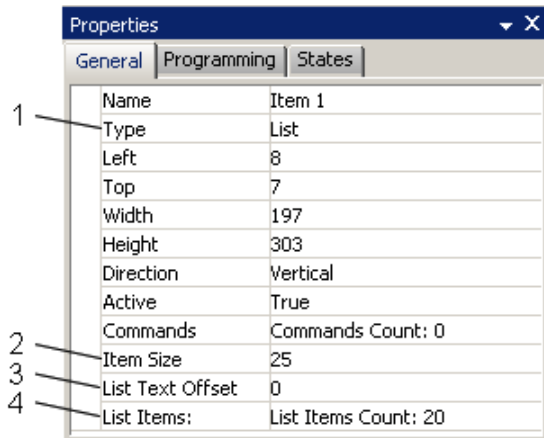 Properties
General Programming States
Name Item 1
1 Type List
Left 8
Top 7
Width 197
Height 303
Direction Vertical
Active True
Commands Commands Count: 0
2 Item Size 25
3 List Text Offset 0
4 List Items: List Items Count: 20